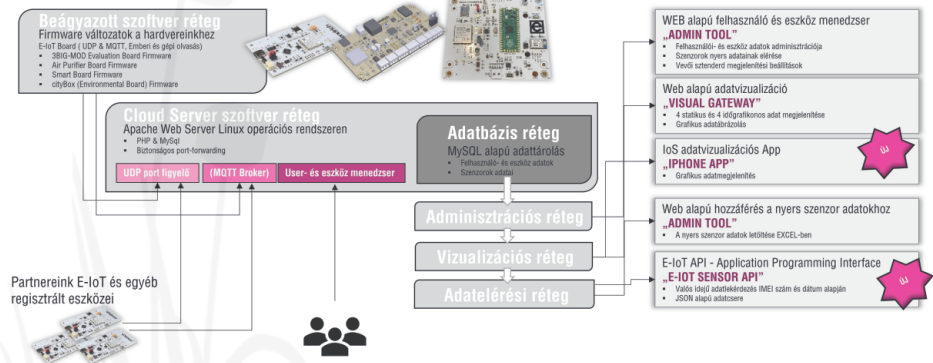 Beágyazott szoftver réteg
Firmware változatok a hardvereinkhez
E-IoT Board ( UDP & MQTT, Emberi és gépi olvasás)
▪ 3BIG-MOD Evaluation Board Firmware
▪ Air Purifier Board Firmware
▪ Smart Board Firmware
▪ cityBox (Environmental Board) Firmware
Cloud Server szoftver réteg
Apache Web Server Linux operációs rendszeren
▪ PHP & MySql
▪ Biztonságos port-forwarding
UDP port figyelő
(MQTT Broker)
User- és eszköz menedzser
Adatbázis réteg
MySQL alapú adattárolás
▪ Felhasználó- és eszköz adatok
▪ Szenzorok adatai
Adminisztrációs réteg
Vizualizációs réteg
Adatelérési réteg
Partnereink E-IoT és egyéb
regisztrált eszközei
WEB alapú felhasználó és eszköz menedzser
„ADMIN TOOL”
▪ Felhasználói- és eszköz adatok adminisztrációja
▪ Szenzorok nyers adatainak elérése
▪ Vevői sztenderd megjelenítési beállítások
Web alapú adatvizualizáció
„VISUAL GATEWAY”
▪ 4 statikus és 4 időgrafikonos adat megjelenítése
▪ Grafikus adatábrázolás
IoS adatvizualizációs App
„IPHONE APP”
▪ Grafikus adatmegjelenítés
ÚJ
Web alapú hozzáférés a nyers szenzor adatokhoz
„ADMIN TOOL”
▪ A nyers szenzor adatok letöltése EXCEL-ben
E-IoT API - Application Programming Interface
„E-IOT SENSOR API”
▪ Valós idejű adatlekérdezés IMEI szám és dátum alapján
▪ JSON alapú adatcsere
ÚJ